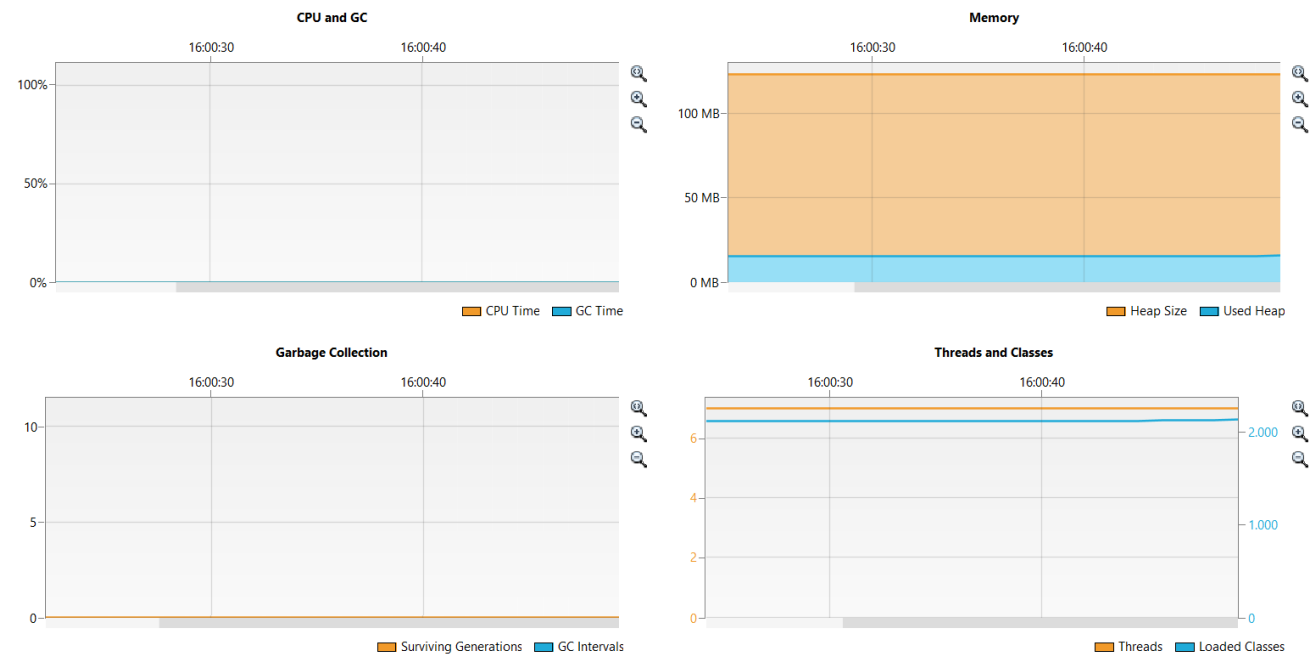 CPU and GC
16:00:30 16:00:40
100%
50%
0%
CPU Time GC Time
Memory
16:00:30 16:00:40
100 MB
50 MB
0 MB
Heap Size Used Heap
Garbage Collection
16:00:30 16:00:40
10
5
0
Surviving Generations GC Intervals
Threads and Classes
16:00:30 16:00:40
6 2.000
4
1.000
2
0 0
Threads Loaded Classes